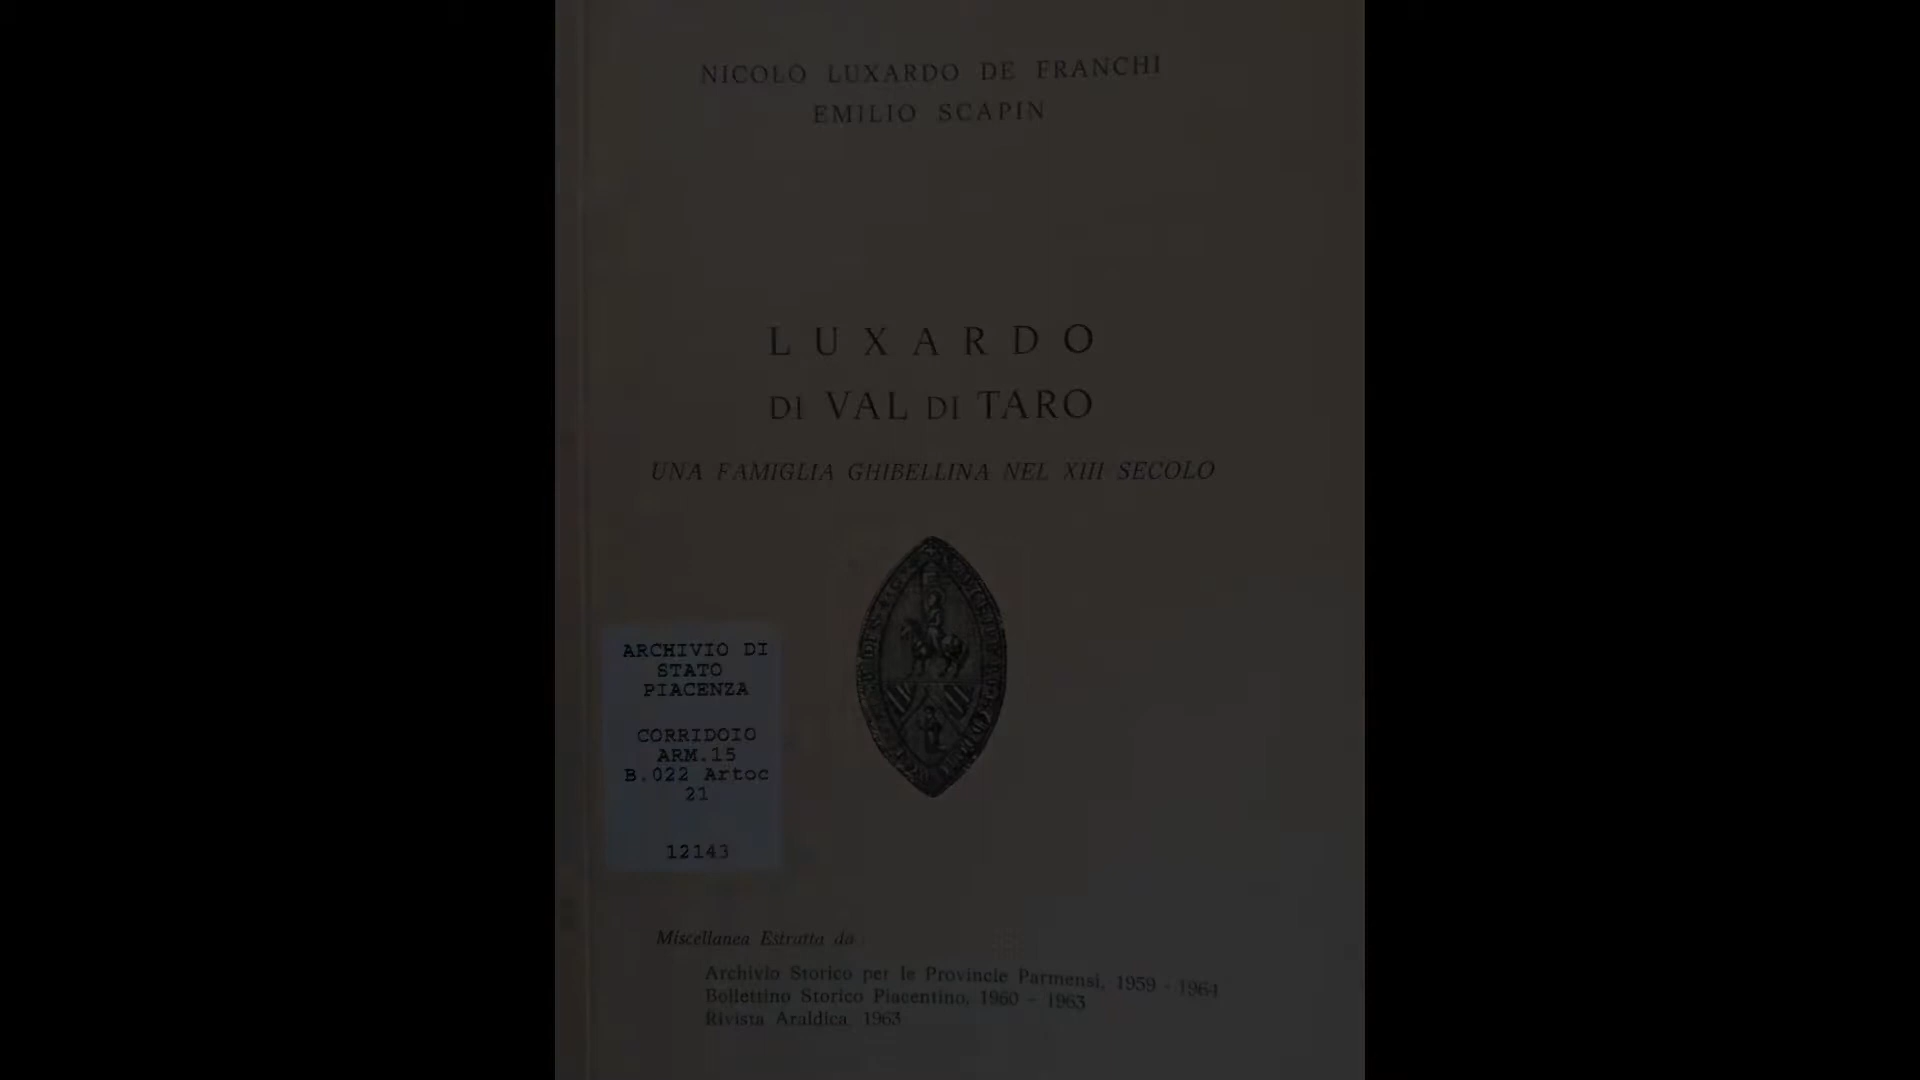 NICOLÒ LUXARDO DE FRANCHI
EMILIO SCAPIN
LUXARDO
DI VAL DI TARO
UNA FAMIGLIA GHIBELLINA NEL XIII SECOLO
ARCHIVIO DI
STATO
PIACENZA
CORRIDOIO
ARM.15
B.022 Artoc
21
12143
Miscellanea Estratta da
Archivio Storico per le Provincie Parmensi, 1959 - 1964
Bollettino Storico Piacentino, 1960 - 1963
Rivista Araldica, 1963